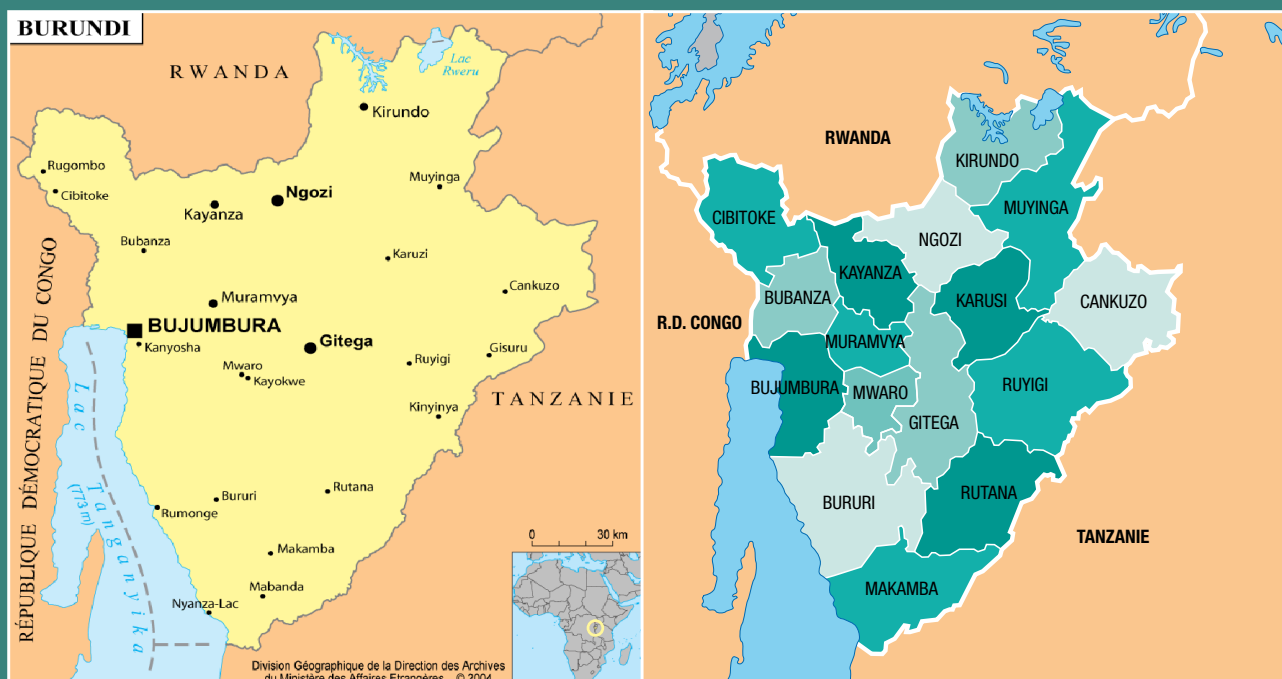 BURUNDI
RWANDA
Lac
Rweru
Kirundo
Rugombo
Cibitoke
Muyinga
Ngozi
Kayanza
Bubanza
Karuzi
Cankuzo
Muramvya
BUJUMBURA
Kanyosha
Gitega
Gisuru
Ruyigi
Mwaro
Kayokwe
TANZANIE
Kinyinya
RÉPUBLIQUE DÉMOCRATIQUE DU CONGO
Lac Tanganyika
(773m)
Rutana
Bururi
Rumonge
Makamba
Mabanda
Nyanza-Lac
0 30 km
Division Géographique de la Direction des Archives
du Ministère des Affaires Etrangères © 2004
RWANDA
KIRUNDO
CIBITOKE
MUYINGA
NGOZI
KAYANZA
BUBANZA
KARUSI
CANKUZO
R.D. CONGO
MURAMVYA
BUJUMBURA
MWARO
RUYIGI
GITEGA
BURURI
RUTANA
TANZANIE
MAKAMBA